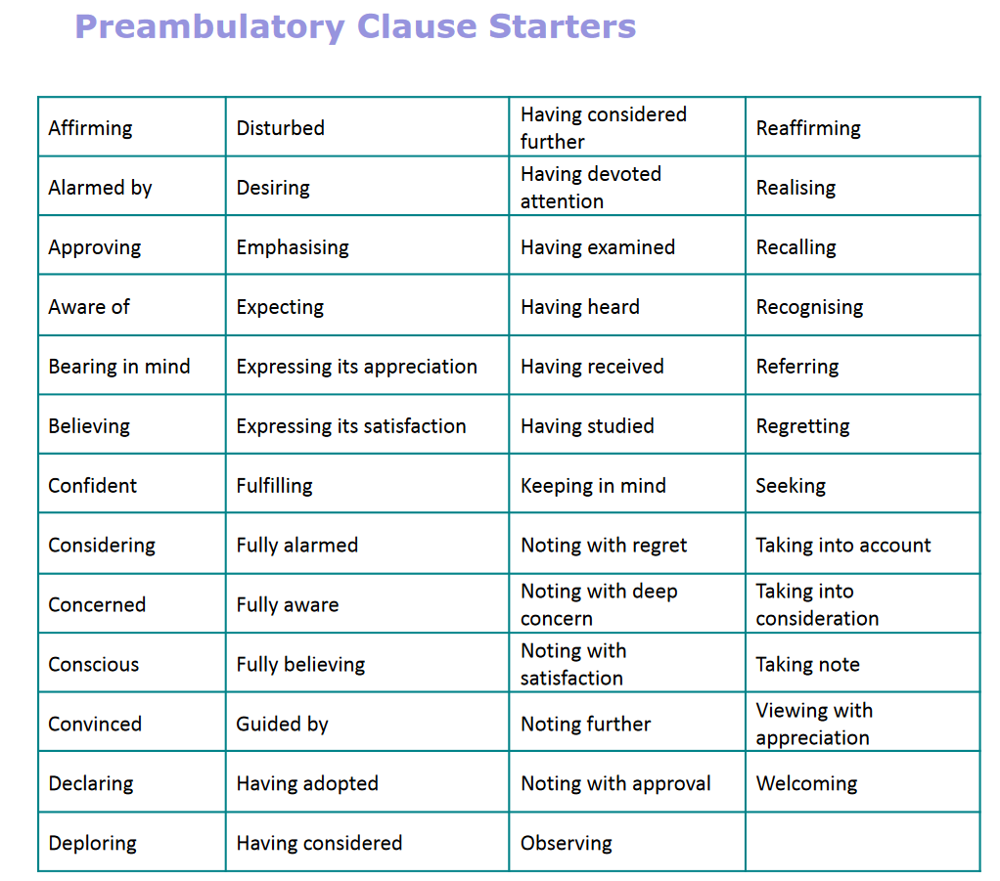 Preambulatory Clause Starters
Affirming
Disturbed
Having considered
further
Reaffirming
Alarmed by
Desiring
Having devoted
attention
Realising
Approving
Emphasising
Having examined
Recalling
Aware of
Expecting
Having heard
Recognising
Bearing in mind
Expressing its appreciation
Having received
Referring
Believing
Expressing its satisfaction
Having studied
Regretting
Confident
Fulfilling
Keeping in mind
Seeking
Considering
Fully alarmed
Noting with regret
Taking into account
Concerned
Fully aware
Noting with deep
concern
Taking into
consideration
Conscious
Fully believing
Noting with
satisfaction
Taking note
Convinced
Guided by
Noting further
Viewing with
appreciation
Declaring
Having adopted
Noting with approval
Welcoming
Deploring
Having considered
Observing